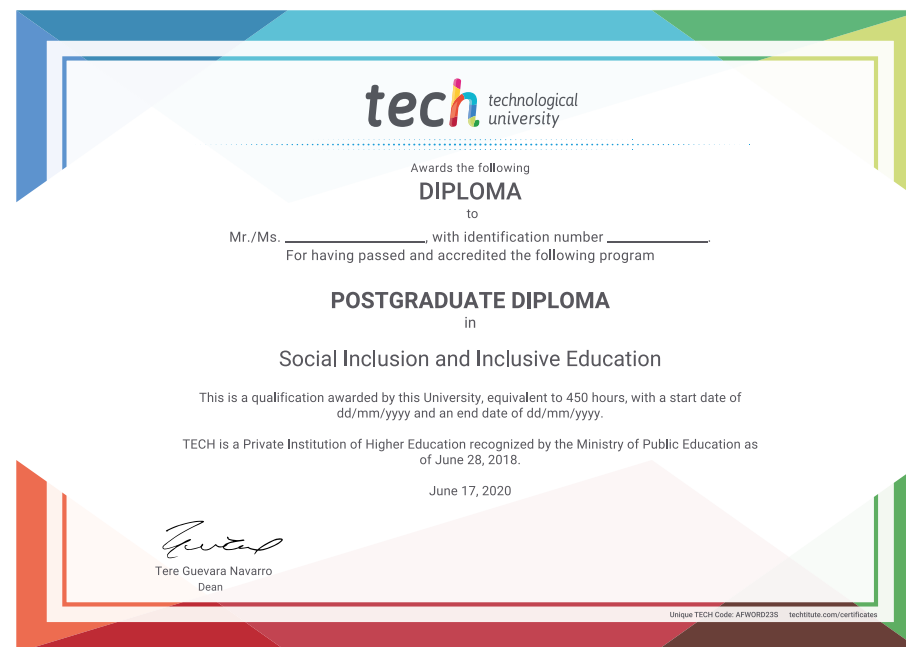 tech technological
university
Awards the following
DIPLOMA
to
Mr./Ms. ____________________, with identification number _______________.
For having passed and accredited the following program
POSTGRADUATE DIPLOMA
in
Social Inclusion and Inclusive Education
This is a qualification awarded by this University, equivalent to 450 hours, with a start date of
dd/mm/yyyy and an end date of dd/mm/yyyy.
TECH is a Private Institution of Higher Education recognized by the Ministry of Public Education as
of June 28, 2018.
June 17, 2020
Tere Guevara Navarro
Dean
Unique TECH Code: AFWORD23S techtitute.com/certificates